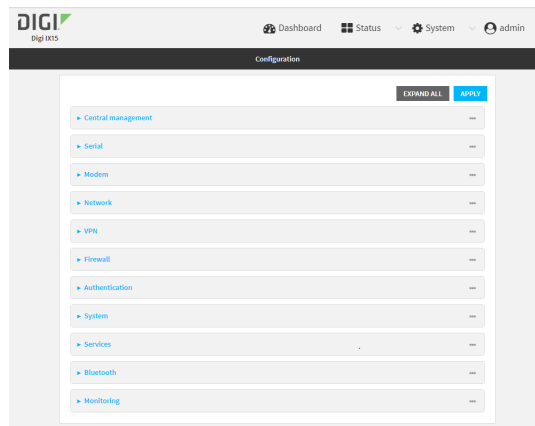 DIGI
Digi IX15
Dashboard Status System admin
Configuration
EXPAND ALL APPLY
Central management
Serial
Modem
Network
VPN
Firewall
Authentication
System
Services
Bluetooth
Monitoring